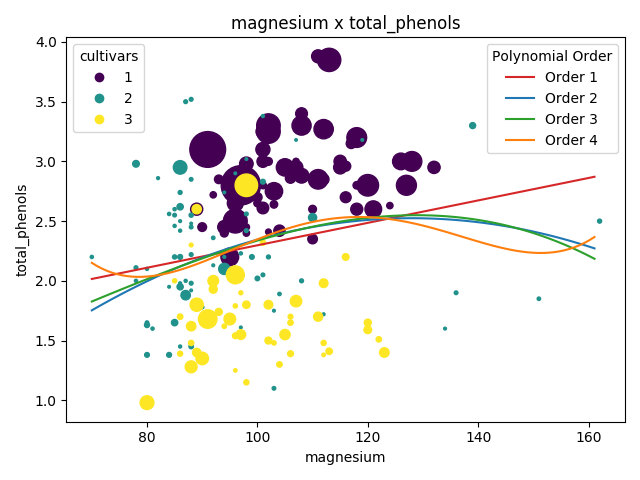 magnesium x total_phenols
cultivars
1
2
3
Polynomial Order
Order 1
Order 2
Order 3
Order 4
total_phenols
4.0
3.5
3.0
2.5
2.0
1.5
1.0
80 100 120 140 160
magnesium